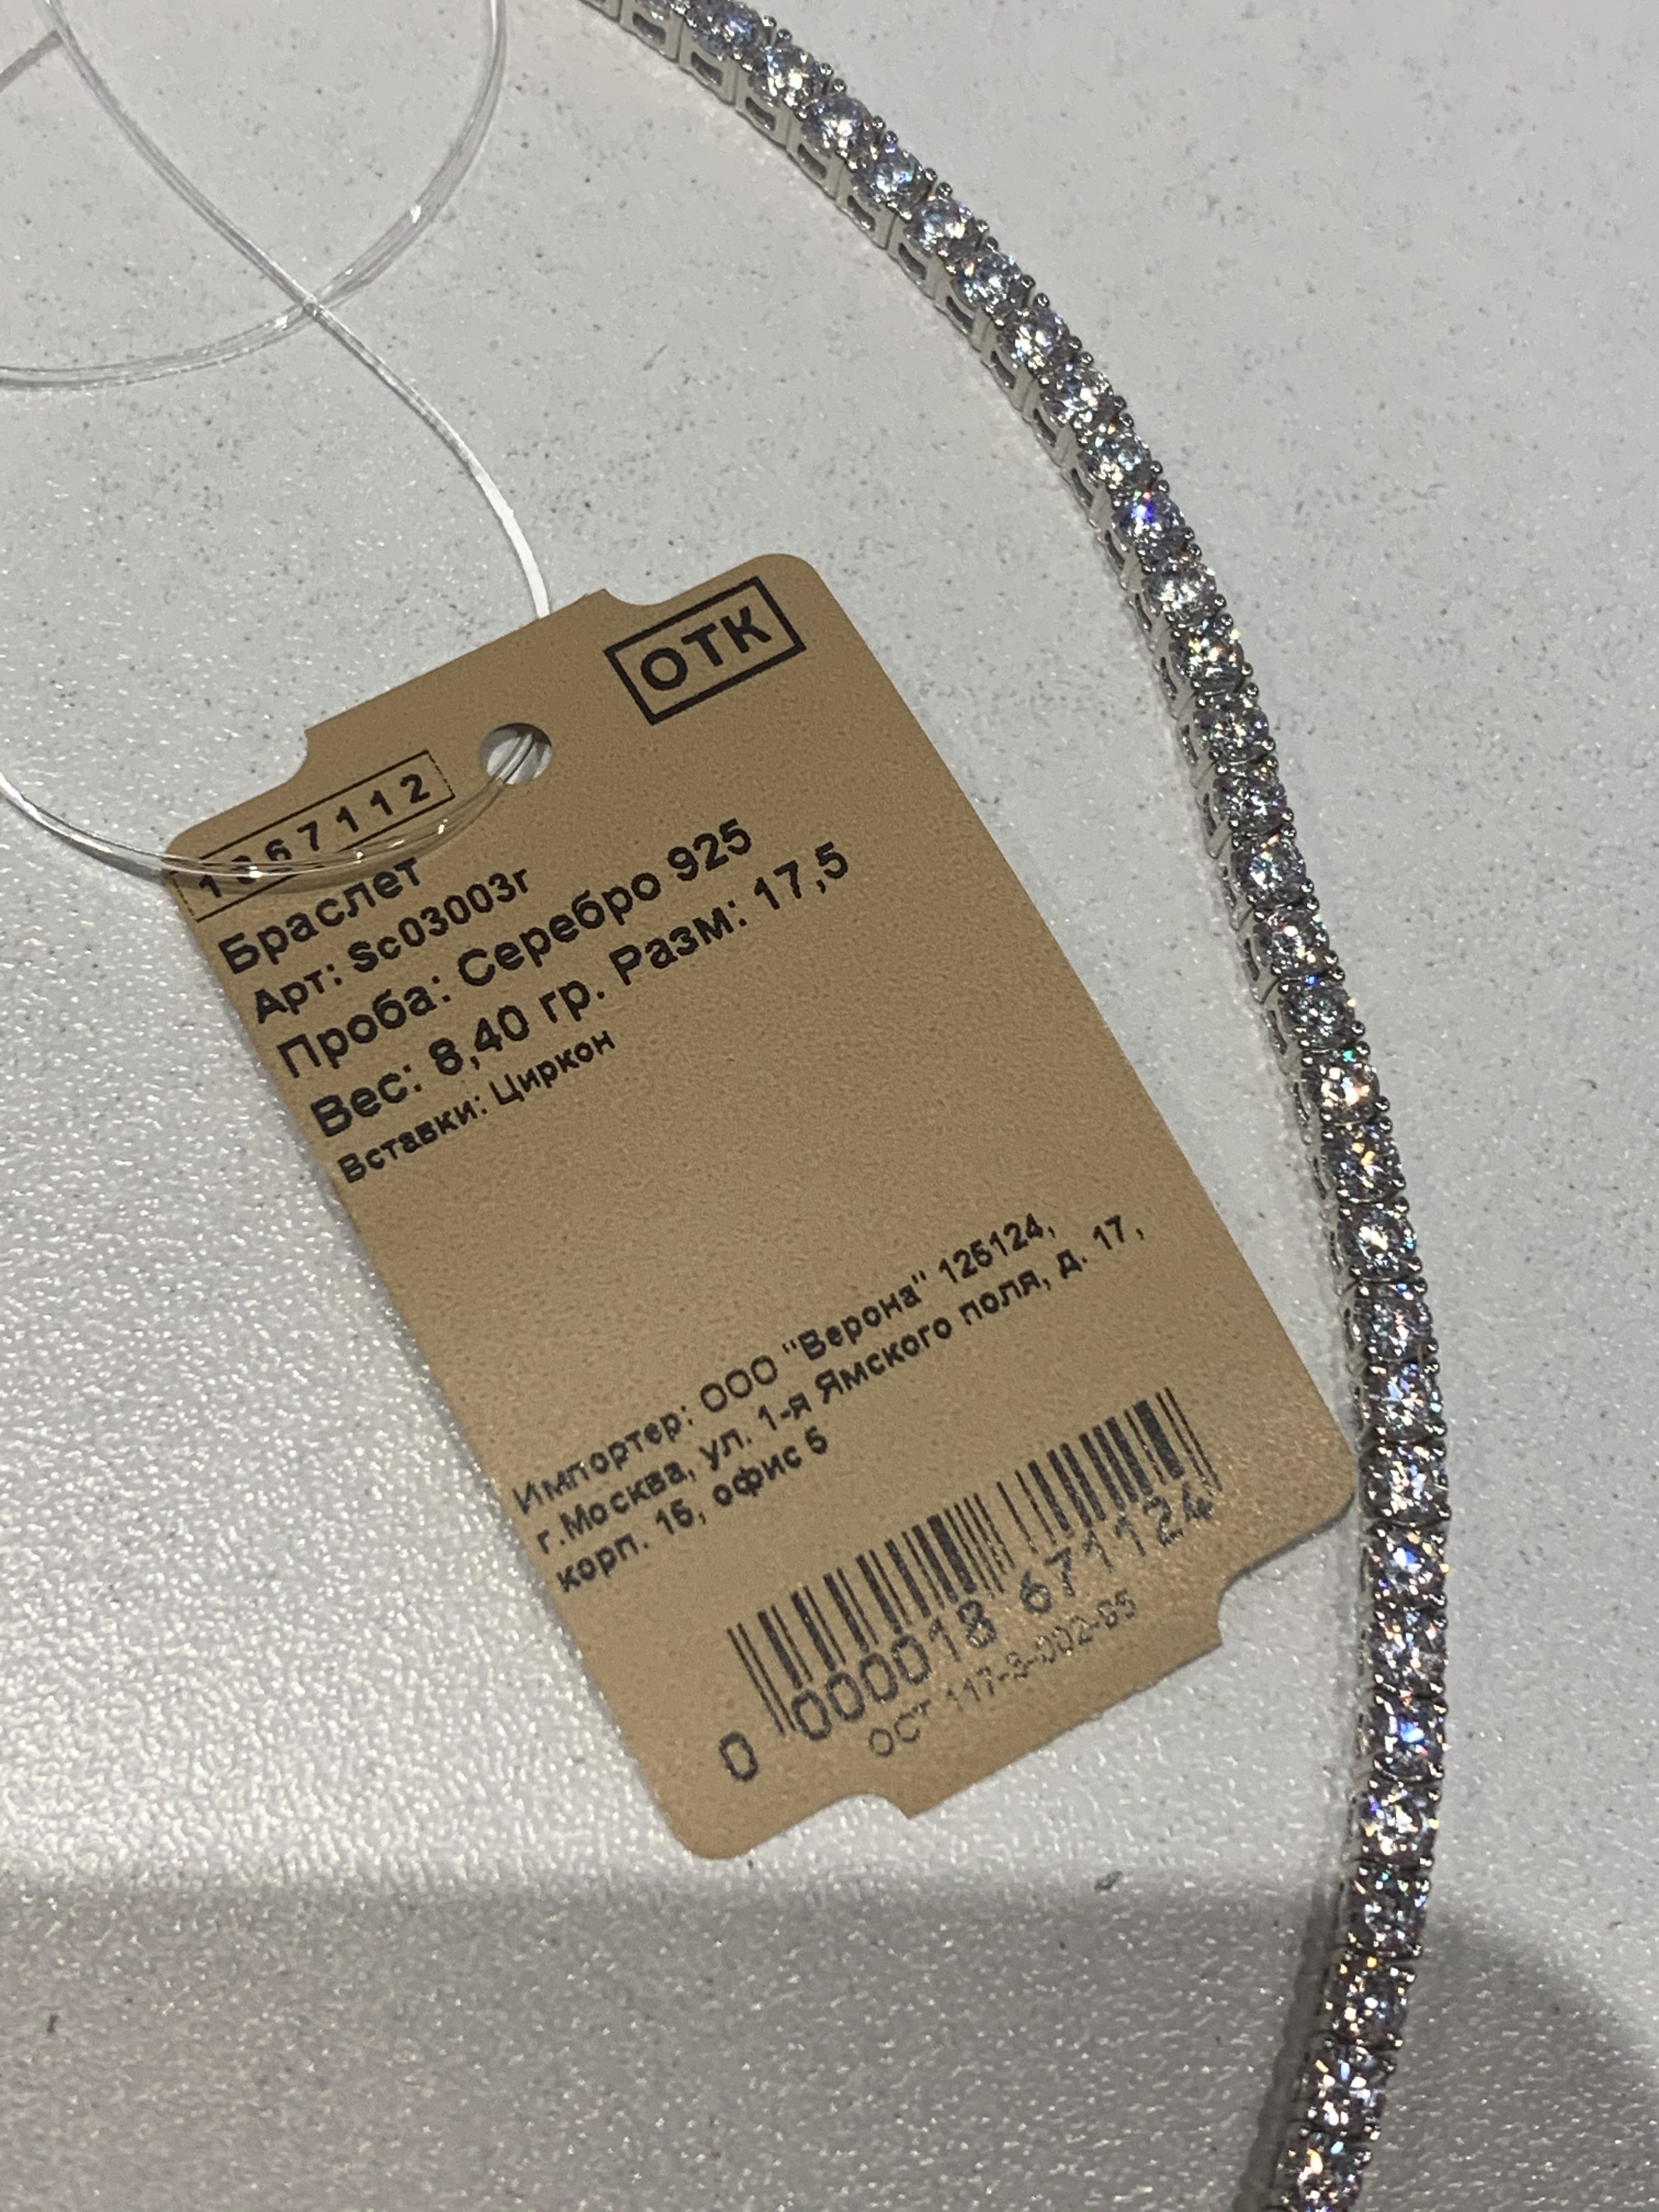 ОТК
1867112
Браслет
Арт: Sc03003г
Проба: Серебро 925
Вес: 8,40 гр. Разм: 17,5
Вставки: Циркон
Импортер: ООО "Верона" 125124,
г.Москва, ул. 1-я Ямского поля, д. 17,
корп. 15, офис 5
0 000018 671124
ОСТ 117-3-002-95